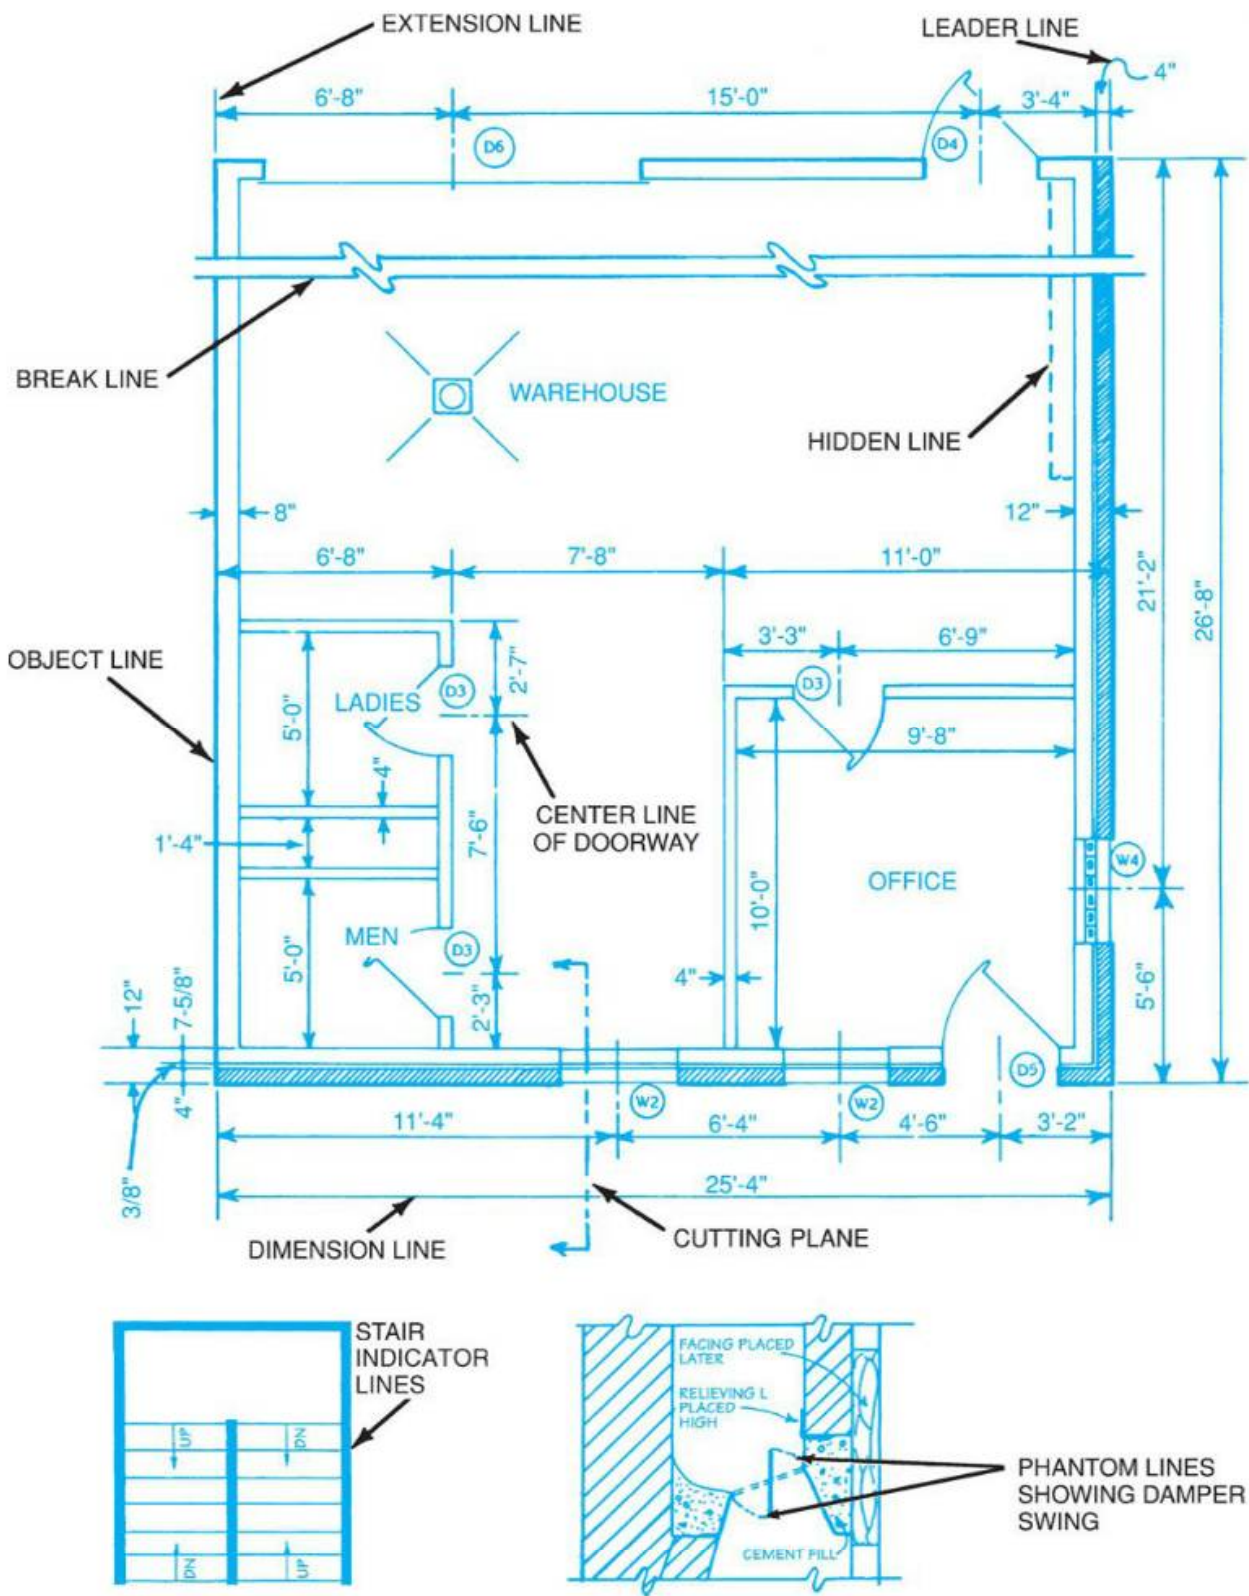 EXTENSION LINE
LEADER LINE
6'-8"
15'-0"
3'-4"
4"
D6
D4
BREAK LINE
WAREHOUSE
HIDDEN LINE
8"
12"
6'-8"
7'-8"
11'-0"
21'-2"
26'-8"
OBJECT LINE
LADIES
D3
2'-7"
3'-3"
6'-9"
D3
5'-0"
9'-8"
4"
CENTER LINE
OF DOORWAY
1'-4"
7'-6"
W4
OFFICE
10'-0"
MEN
D3
5'-0"
2'-3"
4"
5'-6"
12"
7-5/8"
4"
3/8"
W2
W2
D5
11'-4"
6'-4"
4'-6"
3'-2"
25'-4"
DIMENSION LINE
CUTTING PLANE
STAIR
INDICATOR
LINES
UP
DN
DN
UP
FACING PLACED
LATER
RELIEVING L
PLACED
HIGH
CEMENT FILL
PHANTOM LINES
SHOWING DAMPER
SWING